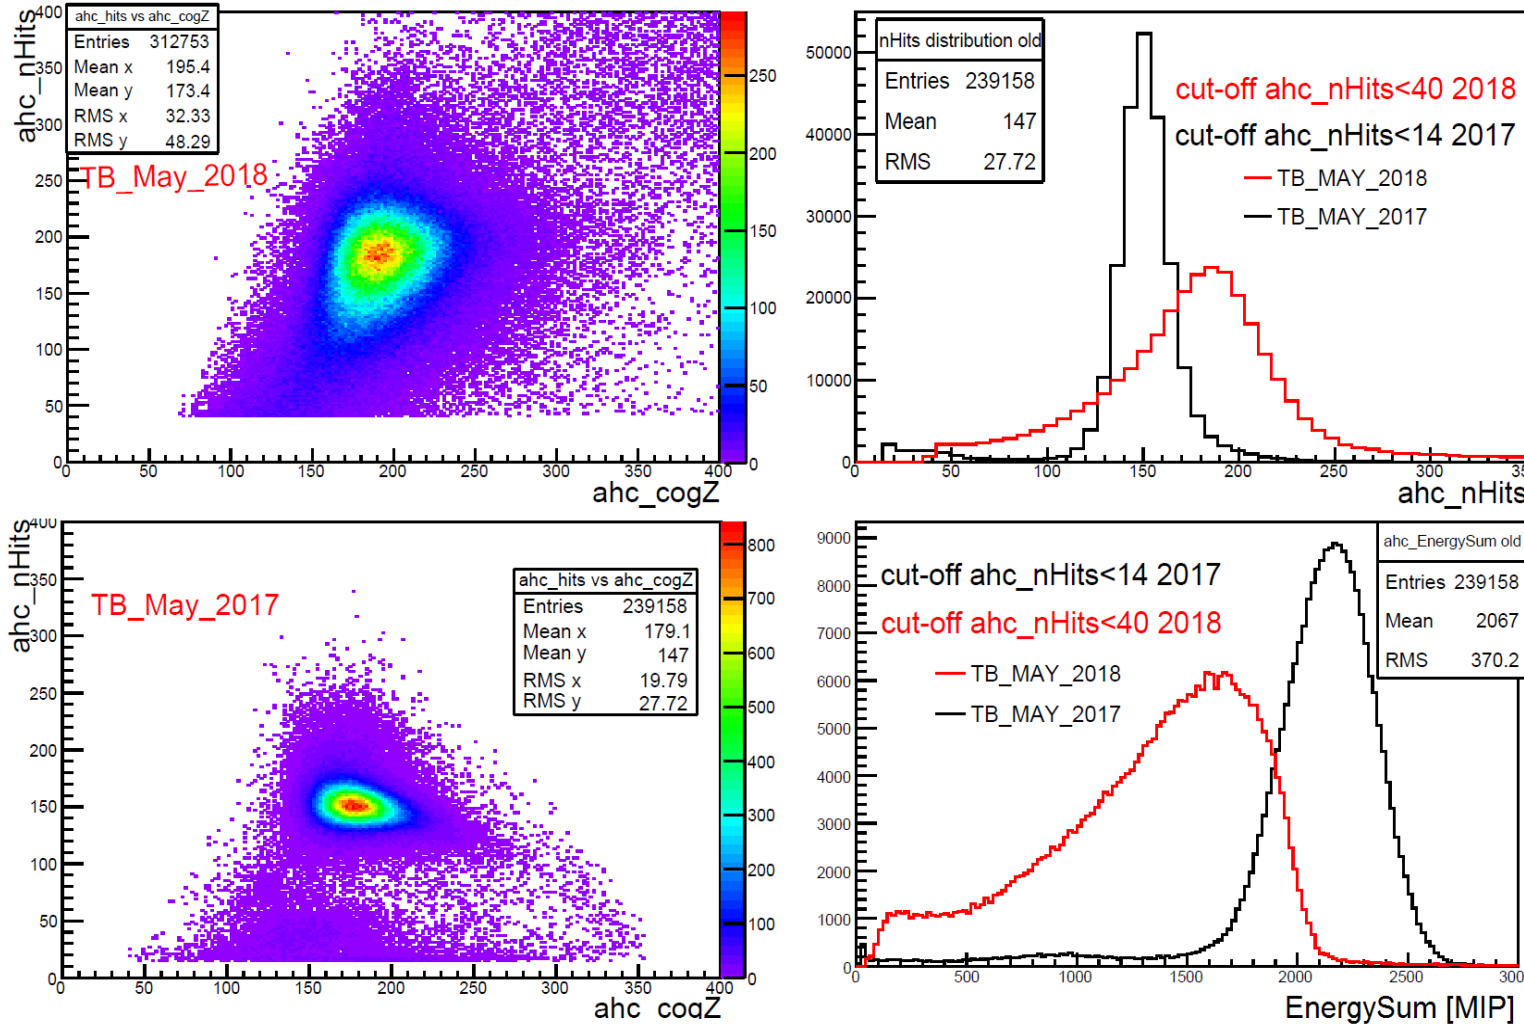 ahc_hits vs ahc_cogZ
Entries 312753
Mean x 195.4
Mean y 173.4
RMS x 32.33
RMS y 48.29
TB_May_2018
ahc_nHits
400
350
300
250
200
150
100
50
0
0 50 100 150 200 250 300 350 400
ahc_cogZ
250
200
150
100
50
0
nHits distribution old
Entries 239158
Mean 147
RMS 27.72
cut-off ahc_nHits<40 2018
cut-off ahc_nHits<14 2017
TB_MAY_2018
TB_MAY_2017
50000
40000
30000
20000
10000
0
0 50 100 150 200 250 300 350
ahc_nHits
ahc_hits vs ahc_cogZ
Entries 239158
Mean x 179.1
Mean y 147
RMS x 19.79
RMS y 27.72
TB_May_2017
ahc_nHits
400
350
300
250
200
150
100
50
0
0 50 100 150 200 250 300 350 400
ahc_cogZ
800
700
600
500
400
300
200
100
0
ahc_EnergySum old
Entries 239158
Mean 2067
RMS 370.2
cut-off ahc_nHits<14 2017
cut-off ahc_nHits<40 2018
TB_MAY_2018
TB_MAY_2017
9000
8000
7000
6000
5000
4000
3000
2000
1000
0
0 500 1000 1500 2000 2500 3000
EnergySum [MIP]